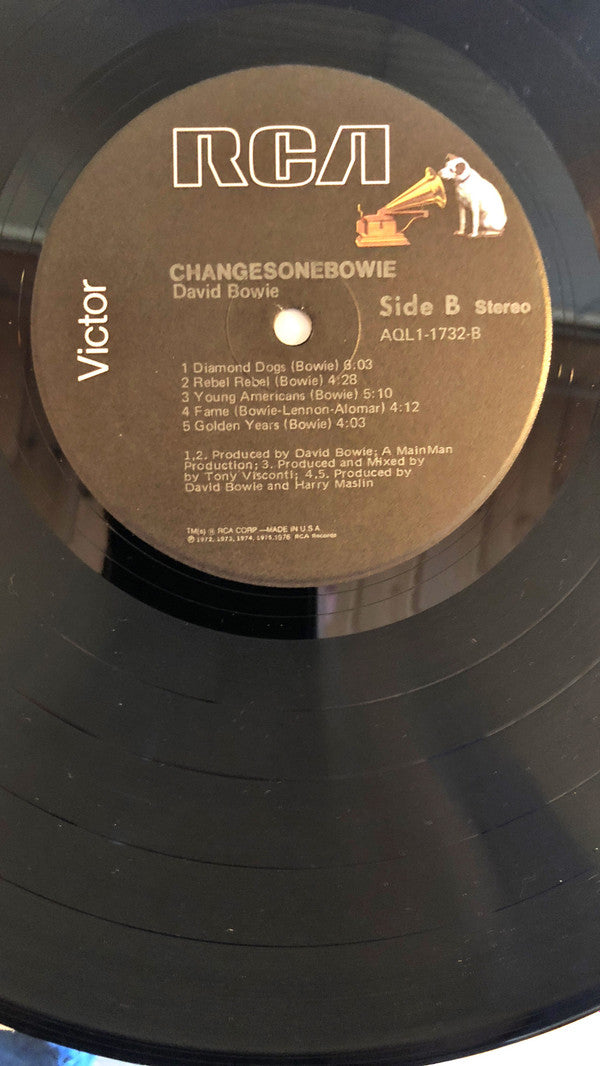 RCA
Victor
CHANGESONEBOWIE
David Bowie
Side B Stereo
AQL1-1732-B
1 Diamond Dogs (Bowie) 6:03
2 Rebel Rebel (Bowie) 4:28
3 Young Americans (Bowie) 5:10
4 Fame (Bowie-Lennon-Alomar) 4:12
5 Golden Years (Bowie) 4:03
1,2. Produced by David Bowie; A MainMan
Production; 3. Produced and Mixed by
by Tony Visconti; 4,5. Produced by
David Bowie and Harry Maslin
TM(s) ® RCA CORP.—MADE IN U.S.A.
℗ 1972, 1973, 1974, 1975, 1976 RCA Records